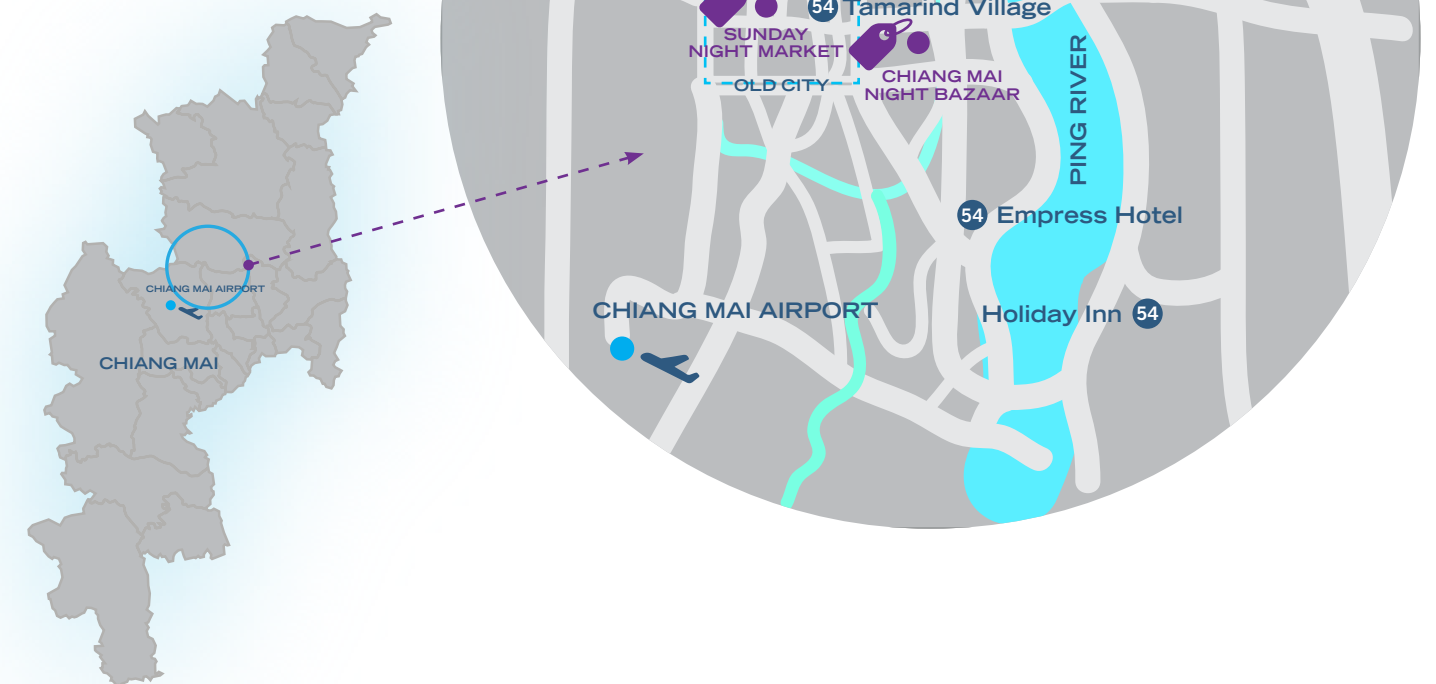 54 Tamarind Village
SUNDAY
NIGHT MARKET
CHIANG MAI
NIGHT BAZAAR
OLD CITY
PING RIVER
54 Empress Hotel
CHIANG MAI AIRPORT
Holiday Inn 54
CHIANG MAI AIRPORT
CHIANG MAI